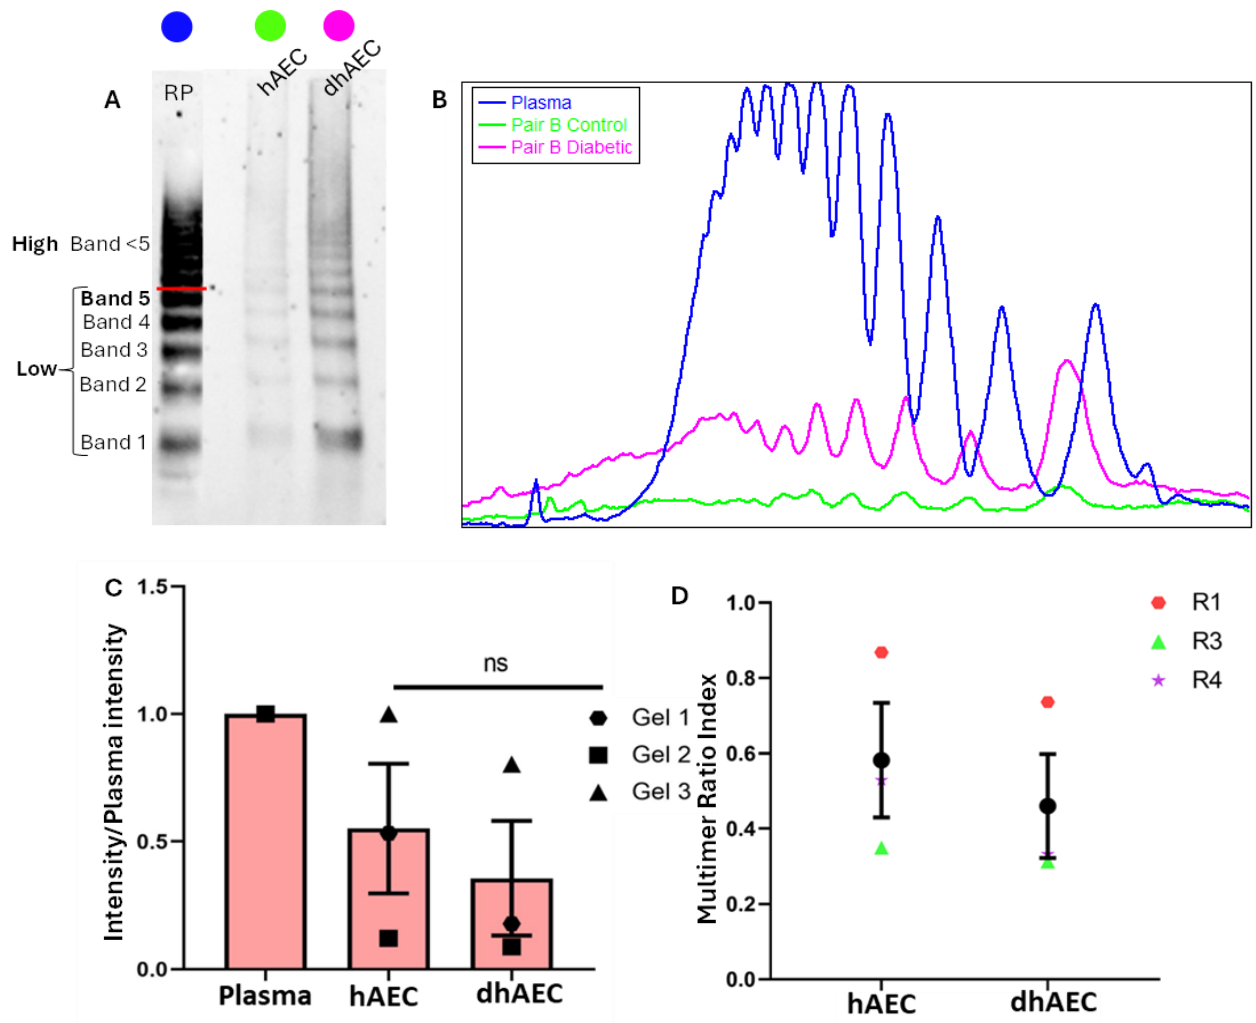 A
RP
hAEC
dhAEC
High Band <5
Band 5
Band 4
Band 3
Low
Band 2
Band 1
B
Plasma
Pair B Control
Pair B Diabetic
C
Intensity/Plasma intensity
1.5
1.0
0.5
0.0
ns
Gel 1
Gel 2
Gel 3
Plasma
hAEC
dhAEC
D
Multimer Ratio Index
1.0
0.8
0.6
0.4
0.2
0.0
R1
R3
R4
hAEC
dhAEC